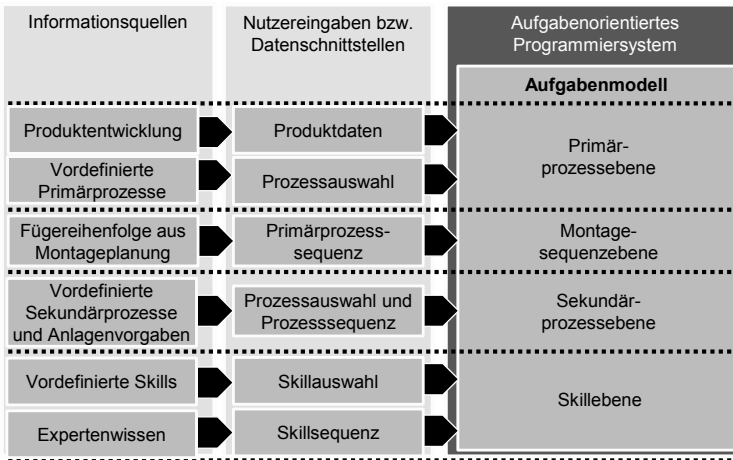 Informationsquellen
Nutzereingaben bzw.
Datenschnittstellen
Aufgabenorientiertes
Programmiersystem
Aufgabenmodell
Produktentwicklung
Produktdaten
Vordefinierte
Primärprozesse
Prozessauswahl
Primär-
prozessebene
Fügereihenfolge aus
Montageplanung
Primärprozess-
sequenz
Montage-
sequenzebene
Vordefinierte
Sekundärprozesse
und Anlagenvorgaben
Prozessauswahl und
Prozesssequenz
Sekundär-
prozessebene
Vordefinierte Skills
Skillauswahl
Expertenwissen
Skillsequenz
Skillebene